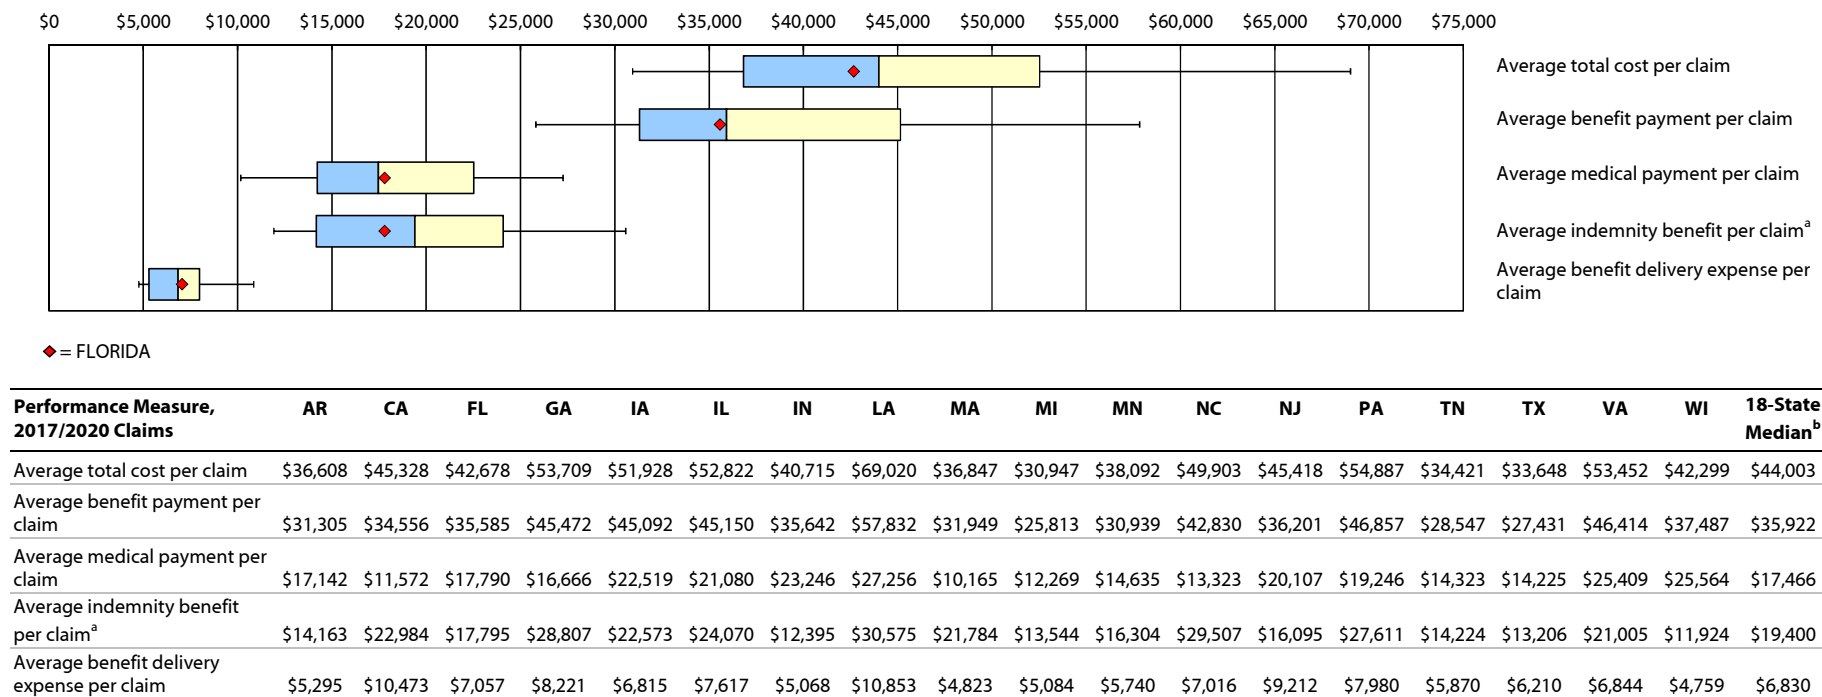 $0 $5,000 $10,000 $15,000 $20,000 $25,000 $30,000 $35,000 $40,000 $45,000 $50,000 $55,000 $60,000 $65,000 $70,000 $75,000
Average total cost per claim
Average benefit payment per claim
Average medical payment per claim
Average indemnity benefit per claimᵃ
Average benefit delivery expense per
claim
= FLORIDA
Performance Measure,
2017/2020 Claims AR CA FL GA IA IL IN LA MA MI MN NC NJ PA TN TX VA WI 18-State
Medianᵇ
Average total cost per claim $36,608 $45,328 $42,678 $53,709 $51,928 $52,822 $40,715 $69,020 $36,847 $30,947 $38,092 $49,903 $45,418 $54,887 $34,421 $33,648 $53,452 $42,299 $44,003
Average benefit payment per
claim $31,305 $34,556 $35,585 $45,472 $45,092 $45,150 $35,642 $57,832 $31,949 $25,813 $30,939 $42,830 $36,201 $46,857 $28,547 $27,431 $46,414 $37,487 $35,922
Average medical payment per
claim $17,142 $11,572 $17,790 $16,666 $22,519 $21,080 $23,246 $27,256 $10,165 $12,269 $14,635 $13,323 $20,107 $19,246 $14,323 $14,225 $25,409 $25,564 $17,466
Average indemnity benefit
per claimᵃ $14,163 $22,984 $17,795 $28,807 $22,573 $24,070 $12,395 $30,575 $21,784 $13,544 $16,304 $29,507 $16,095 $27,611 $14,224 $13,206 $21,005 $11,924 $19,400
Average benefit delivery
expense per claim $5,295 $10,473 $7,057 $8,221 $6,815 $7,617 $5,068 $10,853 $4,823 $5,084 $5,740 $7,016 $9,212 $7,980 $5,870 $6,210 $6,844 $4,759 $6,830